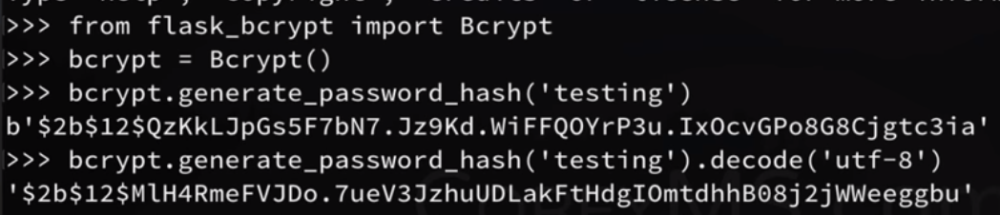 >>> from flask_bcrypt import Bcrypt
>>> bcrypt = Bcrypt()
>>> bcrypt.generate_password_hash('testing')
b'$2b$12$QzKkLJpGs5F7bN7.Jz9Kd.WiFFQOYrP3u.IxOcvGPo8G8Cjgtc3ia'
>>> bcrypt.generate_password_hash('testing').decode('utf-8')
'$2b$12$MlH4RmeFVJDo.7ueV3JzhuUDLakFtHdgIOmtdhhB08j2jWWeeggbu'